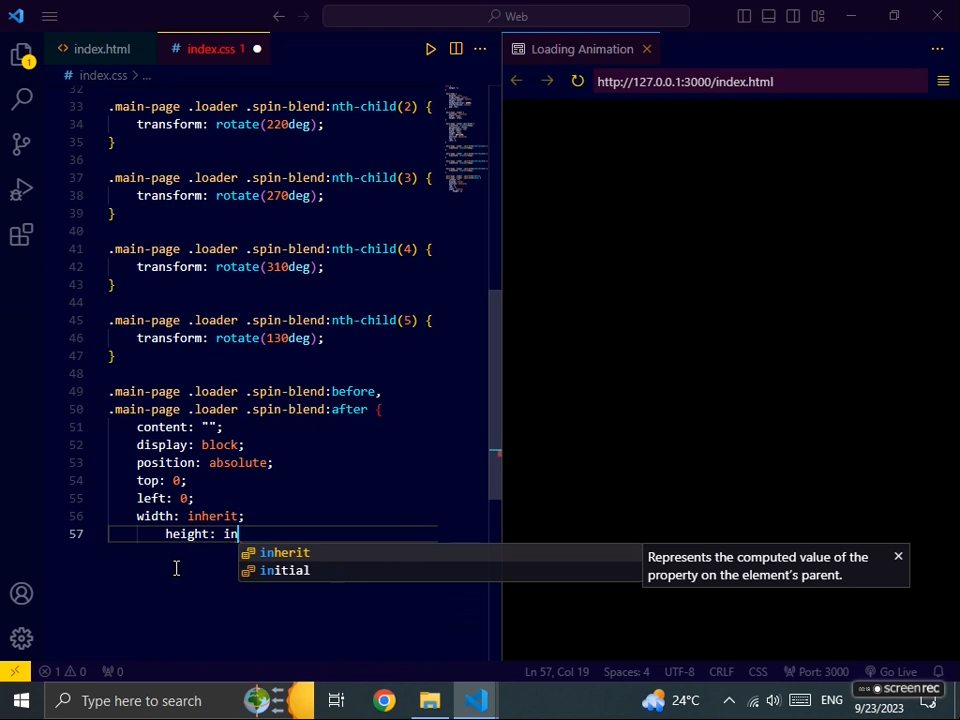 Web
index.html
# index.css 1
Loading Animation
# index.css > ...
http://127.0.0.1:3000/index.html
32
33 .main-page .loader .spin-blend:nth-child(2) {
34 transform: rotate(220deg);
35 }
36
37 .main-page .loader .spin-blend:nth-child(3) {
38 transform: rotate(270deg);
39 }
40
41 .main-page .loader .spin-blend:nth-child(4) {
42 transform: rotate(310deg);
43 }
44
45 .main-page .loader .spin-blend:nth-child(5) {
46 transform: rotate(130deg);
47 }
48
49 .main-page .loader .spin-blend:before,
50 .main-page .loader .spin-blend:after {
51 content: "";
52 display: block;
53 position: absolute;
54 top: 0;
55 left: 0;
56 width: inherit;
57 height: in
inherit
initial
Represents the computed value of the
property on the element's parent.
1
1 0 0
Ln 57, Col 19 Spaces: 4 UTF-8 CRLF CSS Port: 3000 Go Live
Type here to search
24°C
ENG
screenrec
9/23/2023